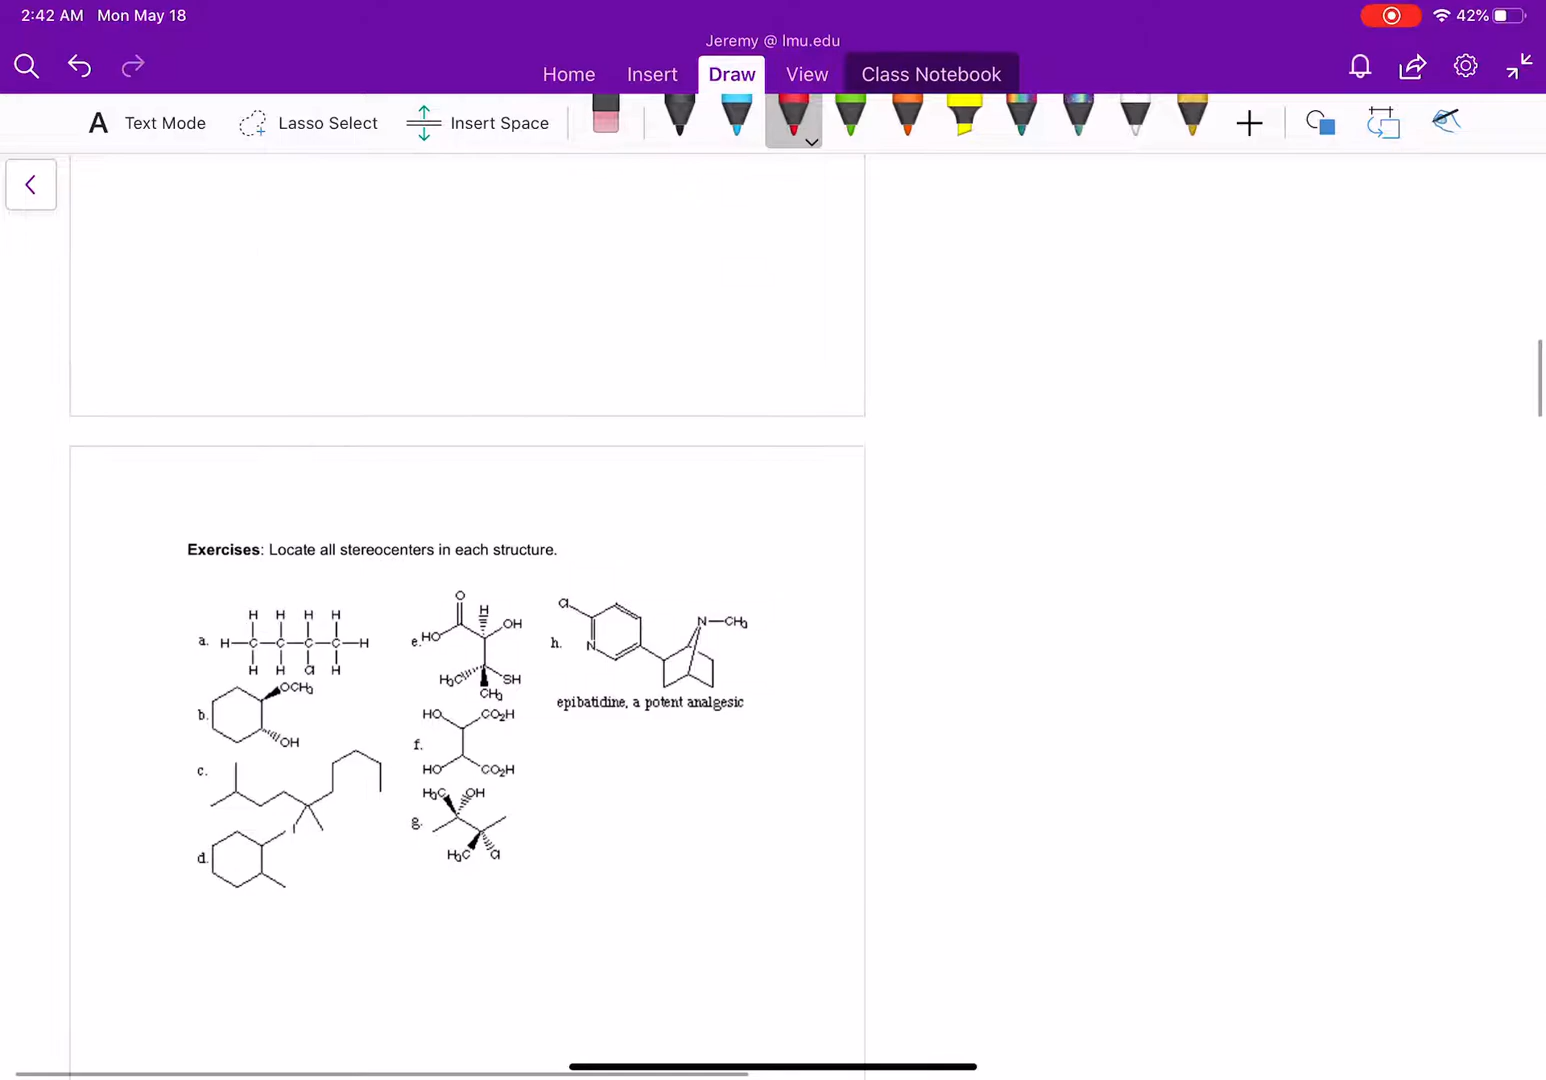 2:42 AM Mon May 18
42%
Jeremy @ lmu.edu
Home Insert Draw View Class Notebook
A Text Mode Lasso Select Insert Space
Exercises: Locate all stereocenters in each structure.
a.
H H H H
H C C C C H
H H Cl H
b.
OCH3
OH
c.
I
d.
e.
O
H
HO OH
H3C SH
CH3
f.
HO CO2H
HO CO2H
g.
H3C OH
H3C Cl
h.
Cl
N
N CH3
epibatidine, a potent analgesic